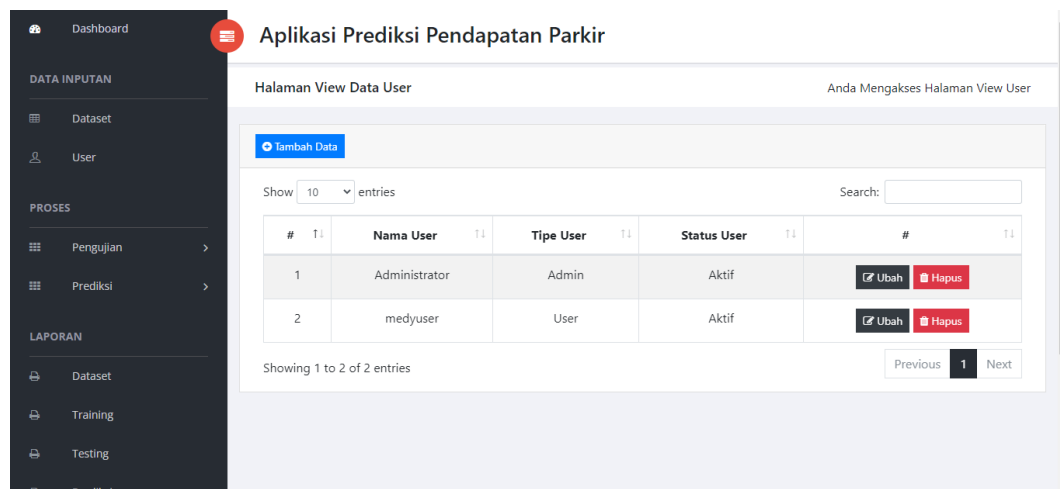 Dashboard
DATA INPUTAN
Dataset
User
PROSES
Pengujian
Prediksi
LAPORAN
Dataset
Training
Testing
Aplikasi Prediksi Pendapatan Parkir
Halaman View Data User
Anda Mengakses Halaman View User
Tambah Data
Show 10 entries
Search:
# Nama User Tipe User Status User #
1 Administrator Admin Aktif Ubah Hapus
2 medyuser User Aktif Ubah Hapus
Showing 1 to 2 of 2 entries
Previous 1 Next